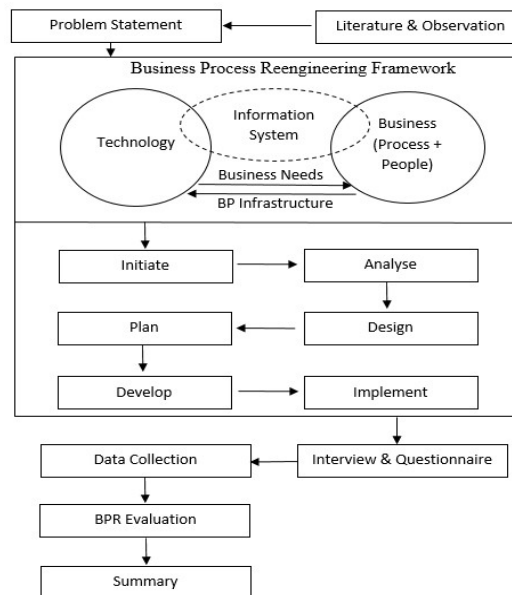 Problem Statement
Literature & Observation
Business Process Reengineering Framework
Technology
Information
System
Business
(Process +
People)
Business Needs
BP Infrastructure
Initiate
Analyse
Plan
Design
Develop
Implement
Data Collection
Interview & Questionnaire
BPR Evaluation
Summary